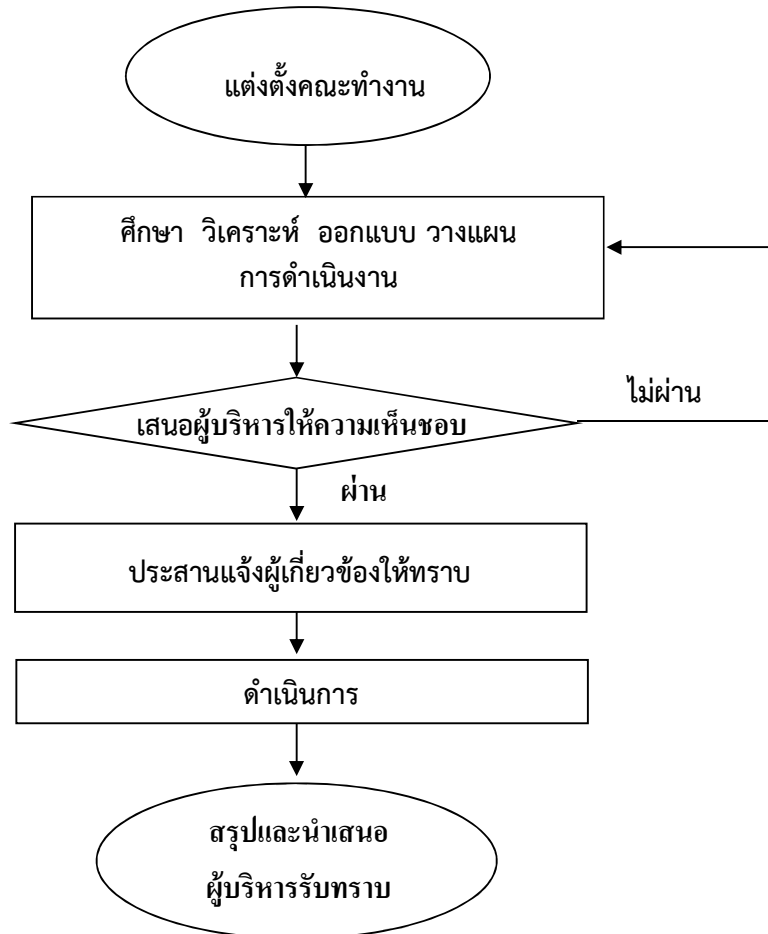 แต่งตั้งคณะทำงาน
ศึกษา วิเคราะห์ ออกแบบ วางแผน
การดำเนินงาน
เสนอผู้บริหารให้ความเห็นชอบ
ไม่ผ่าน
ผ่าน
ประสานแจ้งผู้เกี่ยวข้องให้ทราบ
ดำเนินการ
สรุปและนำเสนอ
ผู้บริหารรับทราบ